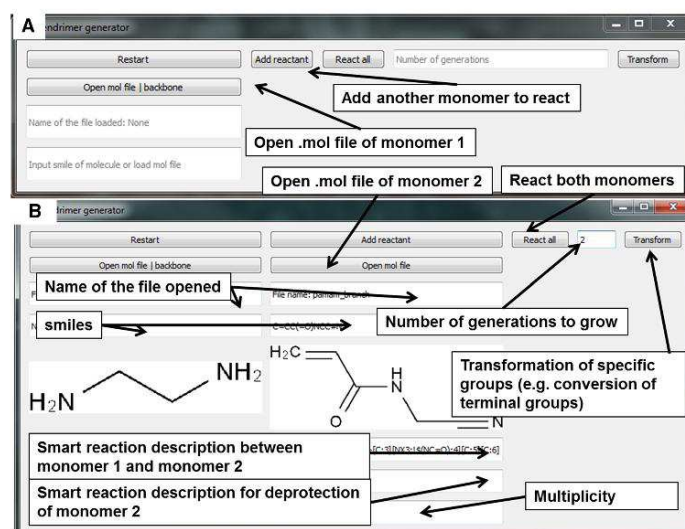 A
endrimer generator
Restart
Add reactant
React all
Number of generations
Transform
Open mol file | backbone
Add another monomer to react
Name of the file loaded: None
Open .mol file of monomer 1
Input smile of molecule or load mol file
Open .mol file of monomer 2
React both monomers
B
drimer generator
Restart
Add reactant
React all
2
Transform
Open mol file | backbone
Open mol file
Name of the file opened
File name: pamam_branch
smiles
Number of generations to grow
H₂C
NH₂
H₂N
H
N
O
N
Transformation of specific
groups (e.g. conversion of
terminal groups)
Smart reaction description between
monomer 1 and monomer 2
Smart reaction description for deprotection
of monomer 2
Multiplicity